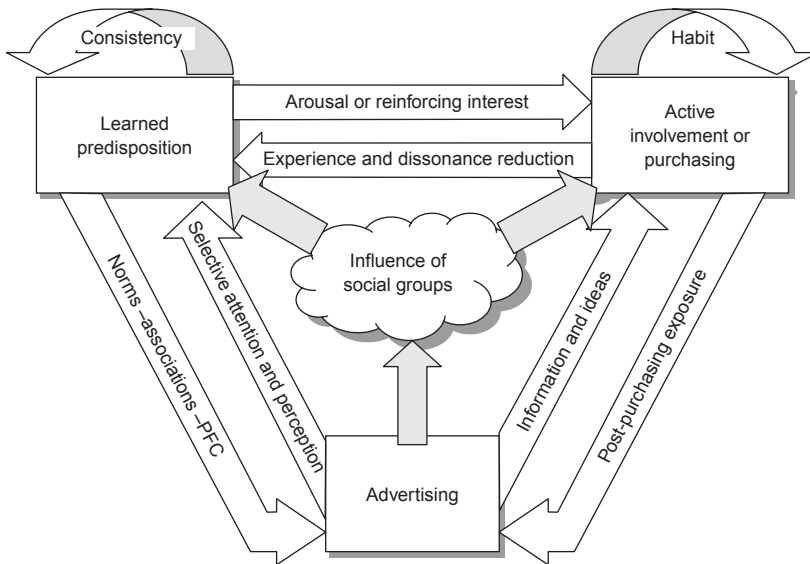 Consistency
Habit
Learned
predisposition
Arousal or reinforcing interest
Active
involvement or
purchasing
Experience and dissonance reduction
Influence of
social groups
Norms –associations –PFC
Selective attention and perception
Information and ideas
Post-purchasing exposure
Advertising